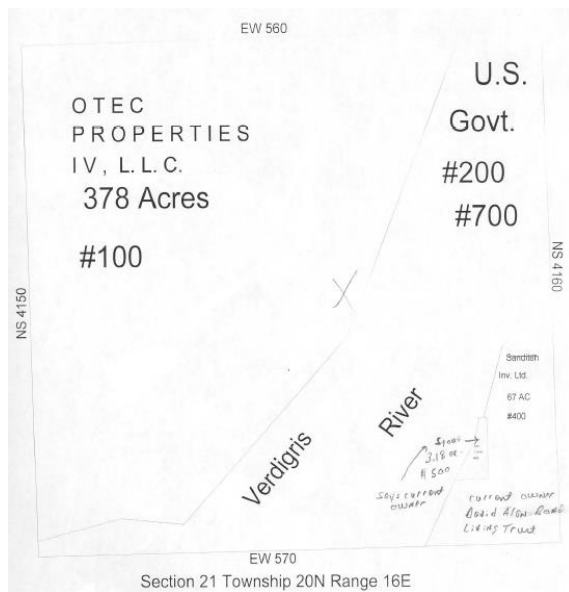 EW 560
U.S.
Govt.
#200
#700
OTEC
PROPERTIES
IV, L.L.C.
378 Acres
#100
NS 4150
NS 4160
Inv. Ltd.
67 AC
#400
River
Verdigris
3.18 ac.
#500
says current
owner
current owner
David Alan
Living Trust
EW 570
Section 21 Township 20N Range 16E